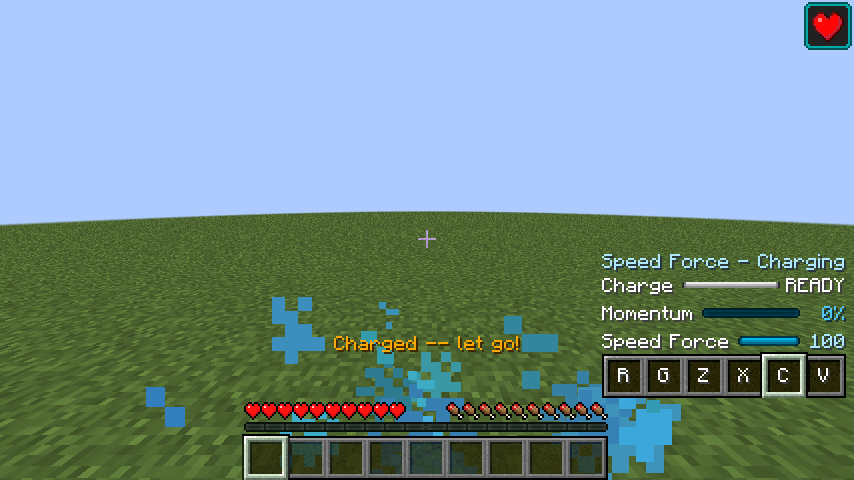 Speed Force - Charging
Charge READY
Momentum 0%
Speed Force 100
Charged -- let go!
R G Z X C V